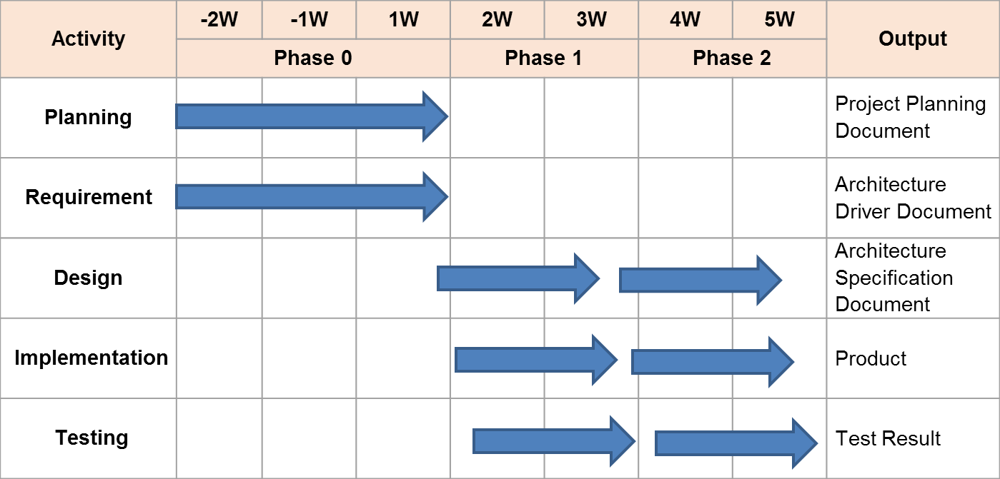 Activity
-2W
-1W
1W
2W
3W
4W
5W
Output
Phase 0
Phase 1
Phase 2
Planning
Project Planning
Document
Requirement
Architecture
Driver Document
Design
Architecture
Specification
Document
Implementation
Product
Testing
Test Result